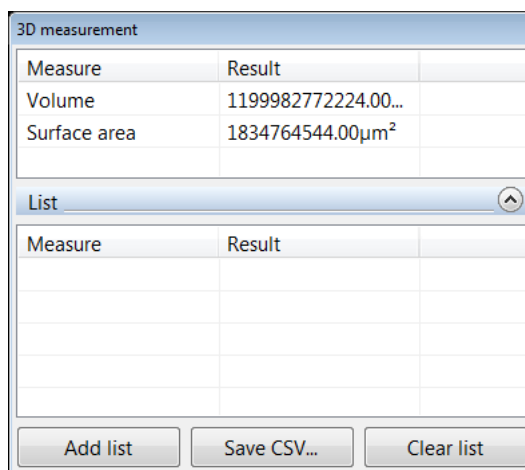 3D measurement
Measure Result
Volume 1199982772224.00...
Surface area 1834764544.00µm²
List
Measure Result
Add list Save CSV... Clear list